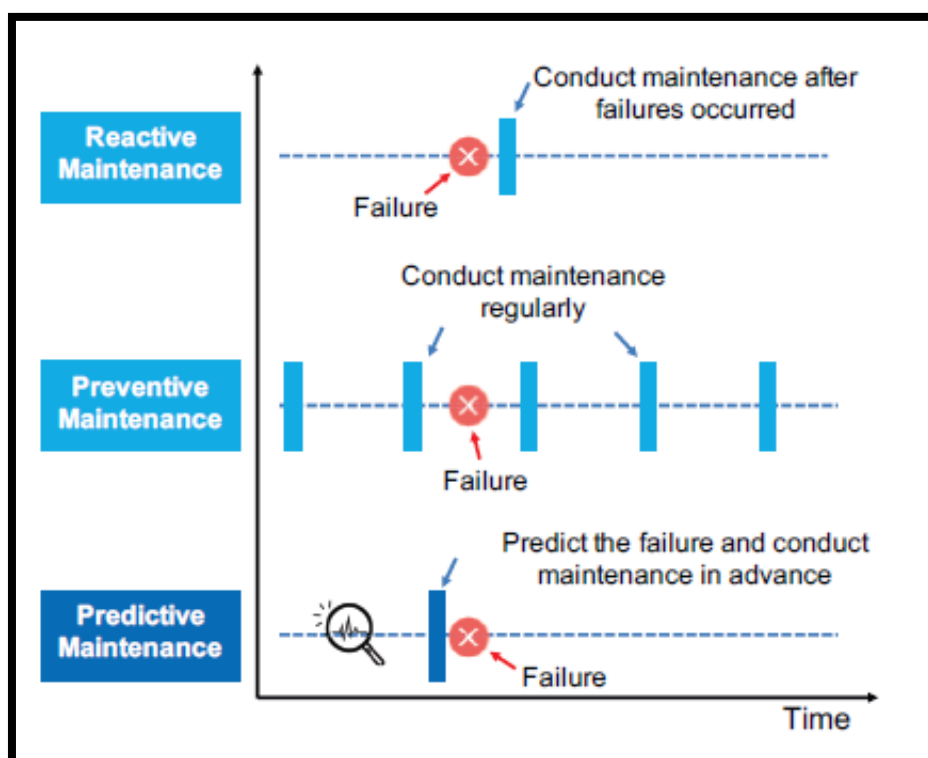 Conduct maintenance after
failures occurred
Reactive
Maintenance
Failure
Conduct maintenance
regularly
Preventive
Maintenance
Failure
Predict the failure and conduct
maintenance in advance
Predictive
Maintenance
Failure
Time